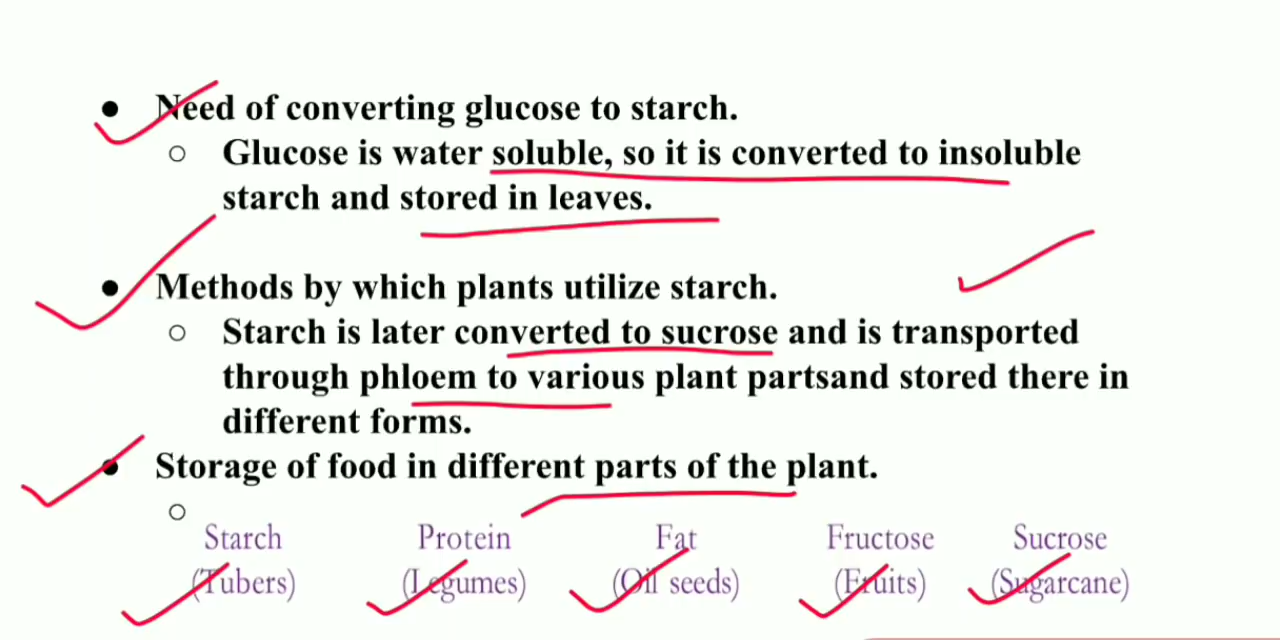 ● Need of converting glucose to starch.
○ Glucose is water soluble, so it is converted to insoluble
starch and stored in leaves.
● Methods by which plants utilize starch.
○ Starch is later converted to sucrose and is transported
through phloem to various plant partsand stored there in
different forms.
● Storage of food in different parts of the plant.
○
Starch Protein Fat Fructose Sucrose
(Tubers) (Legumes) (Oil seeds) (Fruits) (Sugarcane)